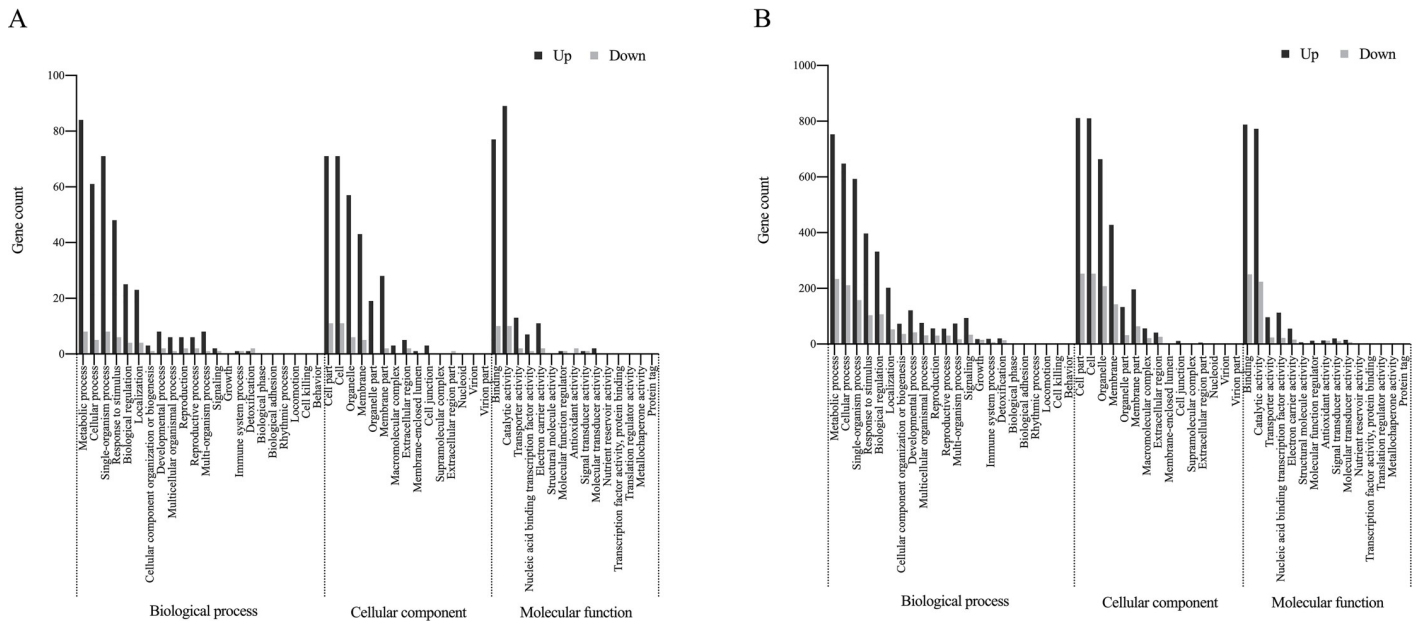 A
Up Down
Gene count
100
80
60
40
20
0
Metabolic process
Cellular process
Single-organism process
Response to stimulus
Biological regulation
Localization
Cellular component organization or biogenesis
Developmental process
Multicellular organismal process
Reproduction
Reproductive process
Multi-organism process
Signaling
Growth
Immune system process
Detoxification
Biological phase
Biological adhesion
Rhythmic process
Locomotion
Cell killing
Behavior
Cell part
Cell
Organelle
Membrane
Organelle part
Membrane part
Macromolecular complex
Extracellular region
Membrane-enclosed lumen
Cell junction
Supramolecular complex
Extracellular region part
Nucleoid
Virion
Virion part
Binding
Catalytic activity
Transporter activity
Nucleic acid binding transcription factor activity
Electron carrier activity
Structural molecule activity
Molecular function regulator
Antioxidant activity
Signal transducer activity
Molecular transducer activity
Nutrient reservoir activity
Transcription factor activity, protein binding
Translation regulator activity
Metallochaperone activity
Protein tag
Biological process
Cellular component
Molecular function
B
Up Down
Gene count
1000
800
600
400
200
0
Metabolic process
Cellular process
Single-organism process
Response to stimulus
Biological regulation
Localization
Cellular component organization or biogenesis
Developmental process
Multicellular organismal process
Reproduction
Reproductive process
Multi-organism process
Signaling
Growth
Immune system process
Detoxification
Biological phase
Biological adhesion
Rhythmic process
Locomotion
Cell killing
Behavior
Cell part
Cell
Organelle
Membrane
Organelle part
Membrane part
Macromolecular complex
Extracellular region
Membrane-enclosed lumen
Cell junction
Supramolecular complex
Extracellular region part
Nucleoid
Virion
Virion part
Binding
Catalytic activity
Transporter activity
Nucleic acid binding transcription factor activity
Electron carrier activity
Structural molecule activity
Molecular function regulator
Antioxidant activity
Signal transducer activity
Molecular transducer activity
Nutrient reservoir activity
Transcription factor activity, protein binding
Translation regulator activity
Metallochaperone activity
Protein tag
Biological process
Cellular component
Molecular function